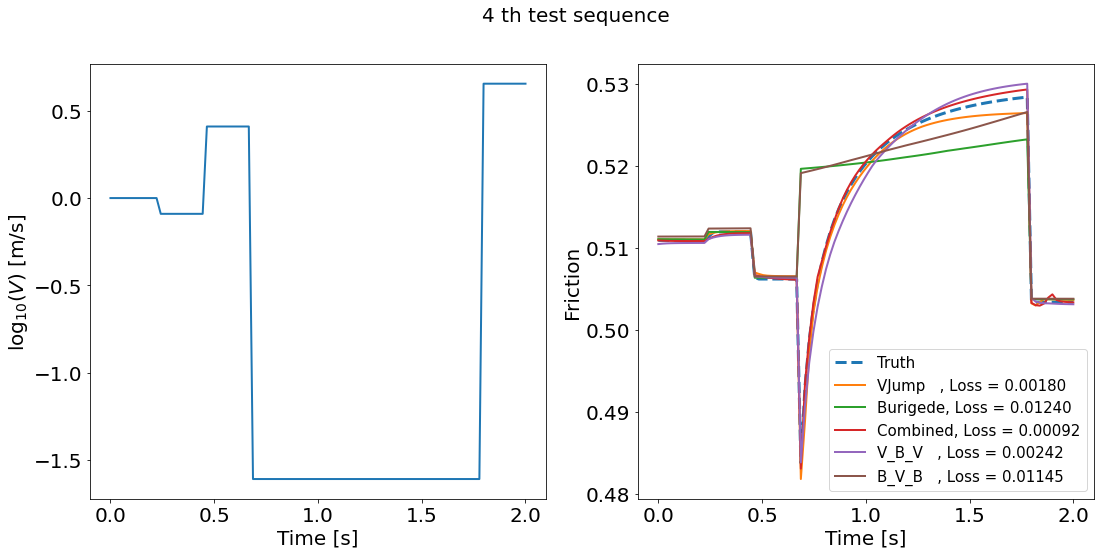 4 th test sequence
log10(V) [m/s]
0.5
0.0
−0.5
−1.0
−1.5
0.0 0.5 1.0 1.5 2.0
Time [s]
Friction
0.53
0.52
0.51
0.50
0.49
0.48
Truth
VJump , Loss = 0.00180
Burigede, Loss = 0.01240
Combined, Loss = 0.00092
V_B_V , Loss = 0.00242
B_V_B , Loss = 0.01145
0.0 0.5 1.0 1.5 2.0
Time [s]